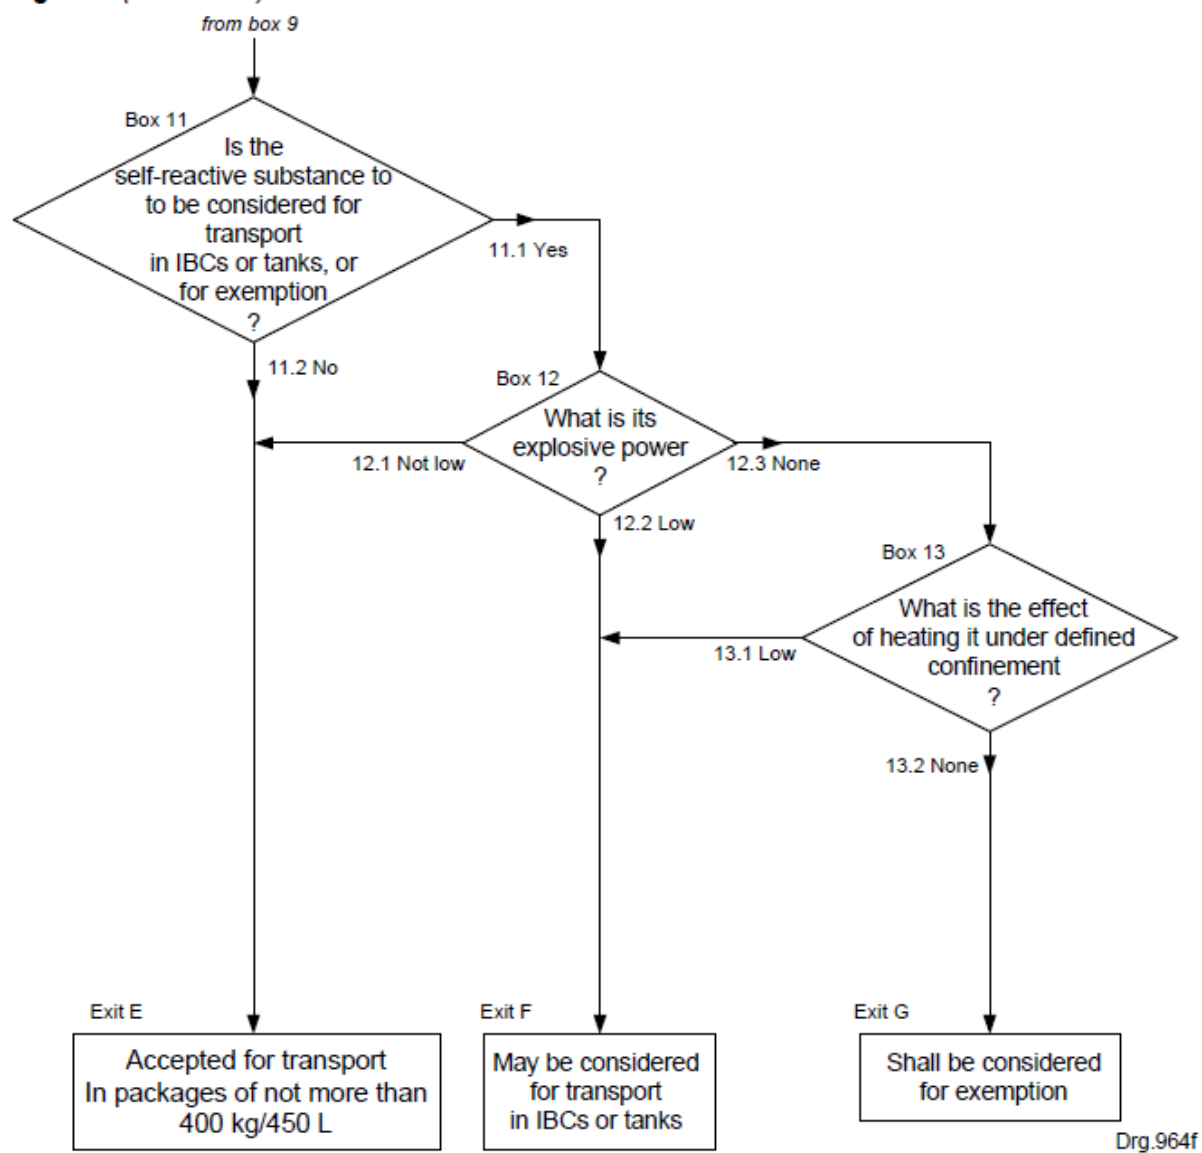 from box 9
Box 11
Is the
self-reactive substance to
to be considered for
transport
in IBCs or tanks, or
for exemption
?
11.1 Yes
11.2 No
Box 12
What is its
explosive power
?
12.1 Not low
12.3 None
12.2 Low
Box 13
What is the effect
of heating it under defined
confinement
?
13.1 Low
13.2 None
Exit E
Accepted for transport
In packages of not more than
400 kg/450 L
Exit F
May be considered
for transport
in IBCs or tanks
Exit G
Shall be considered
for exemption
Drg.964f